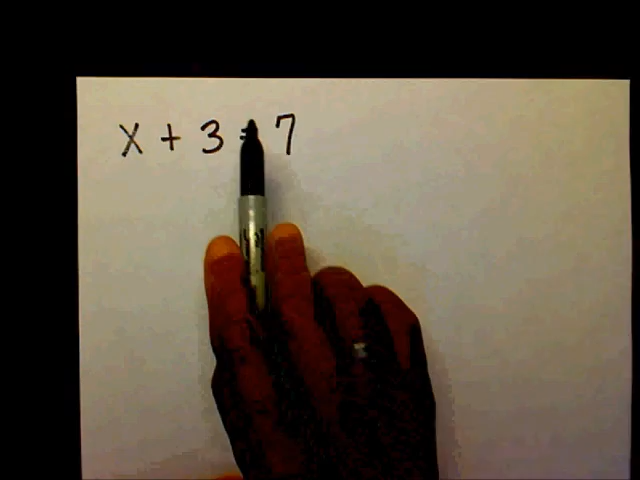 X + 3 = 7